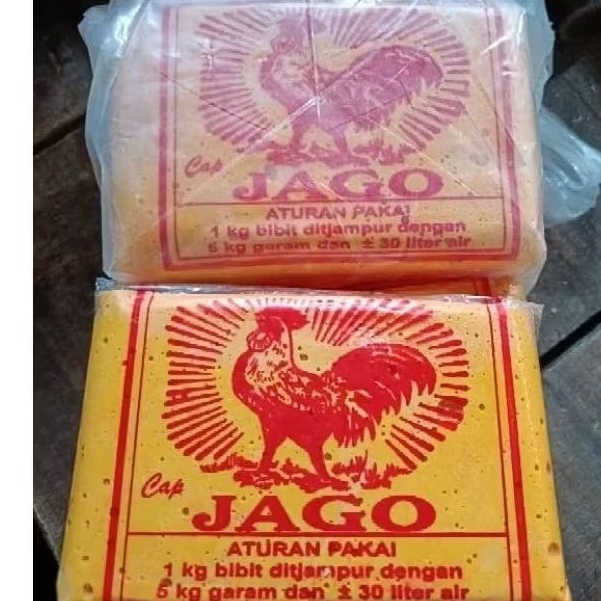 Cap
JAGO
ATURAN PAKAI
1 kg bibit ditjampur dengan
6 kg garam dan ± 30 liter air
Cap
JAGO
ATURAN PAKAI
1 kg bibit ditjampur dengan
5 kg garam dan ± 30 liter air